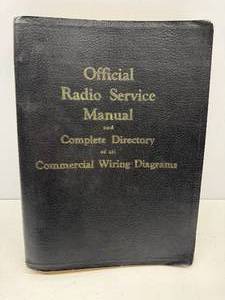 Official
Radio Service
Manual
and
Complete Directory
of all
Commercial Wiring Diagrams